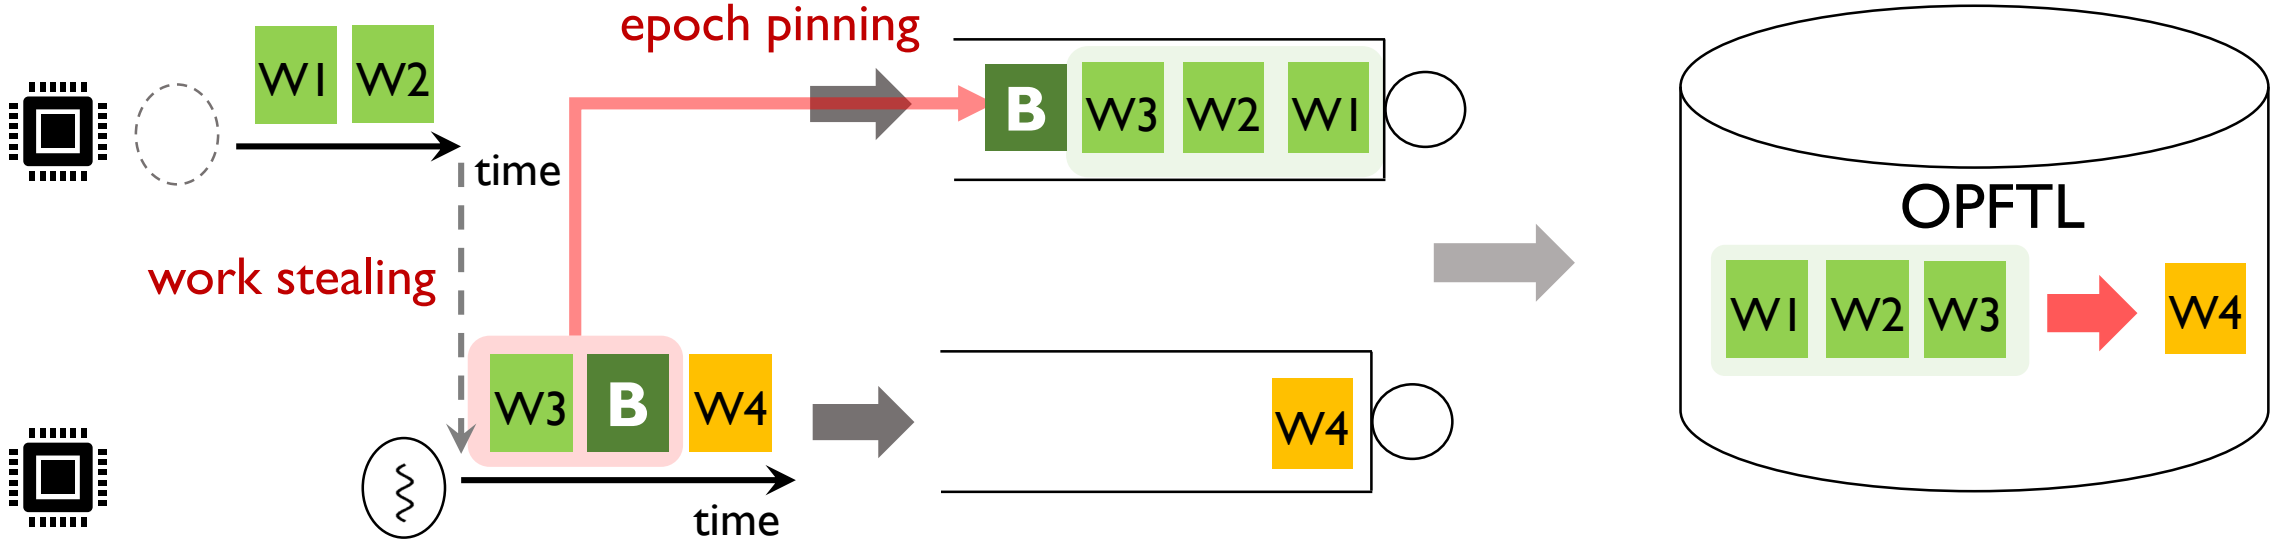 epoch pinning
W1 W2
B W3 W2 W1
time
OPFTL
work stealing
W1 W2 W3 W4
W3 B W4
W4
time